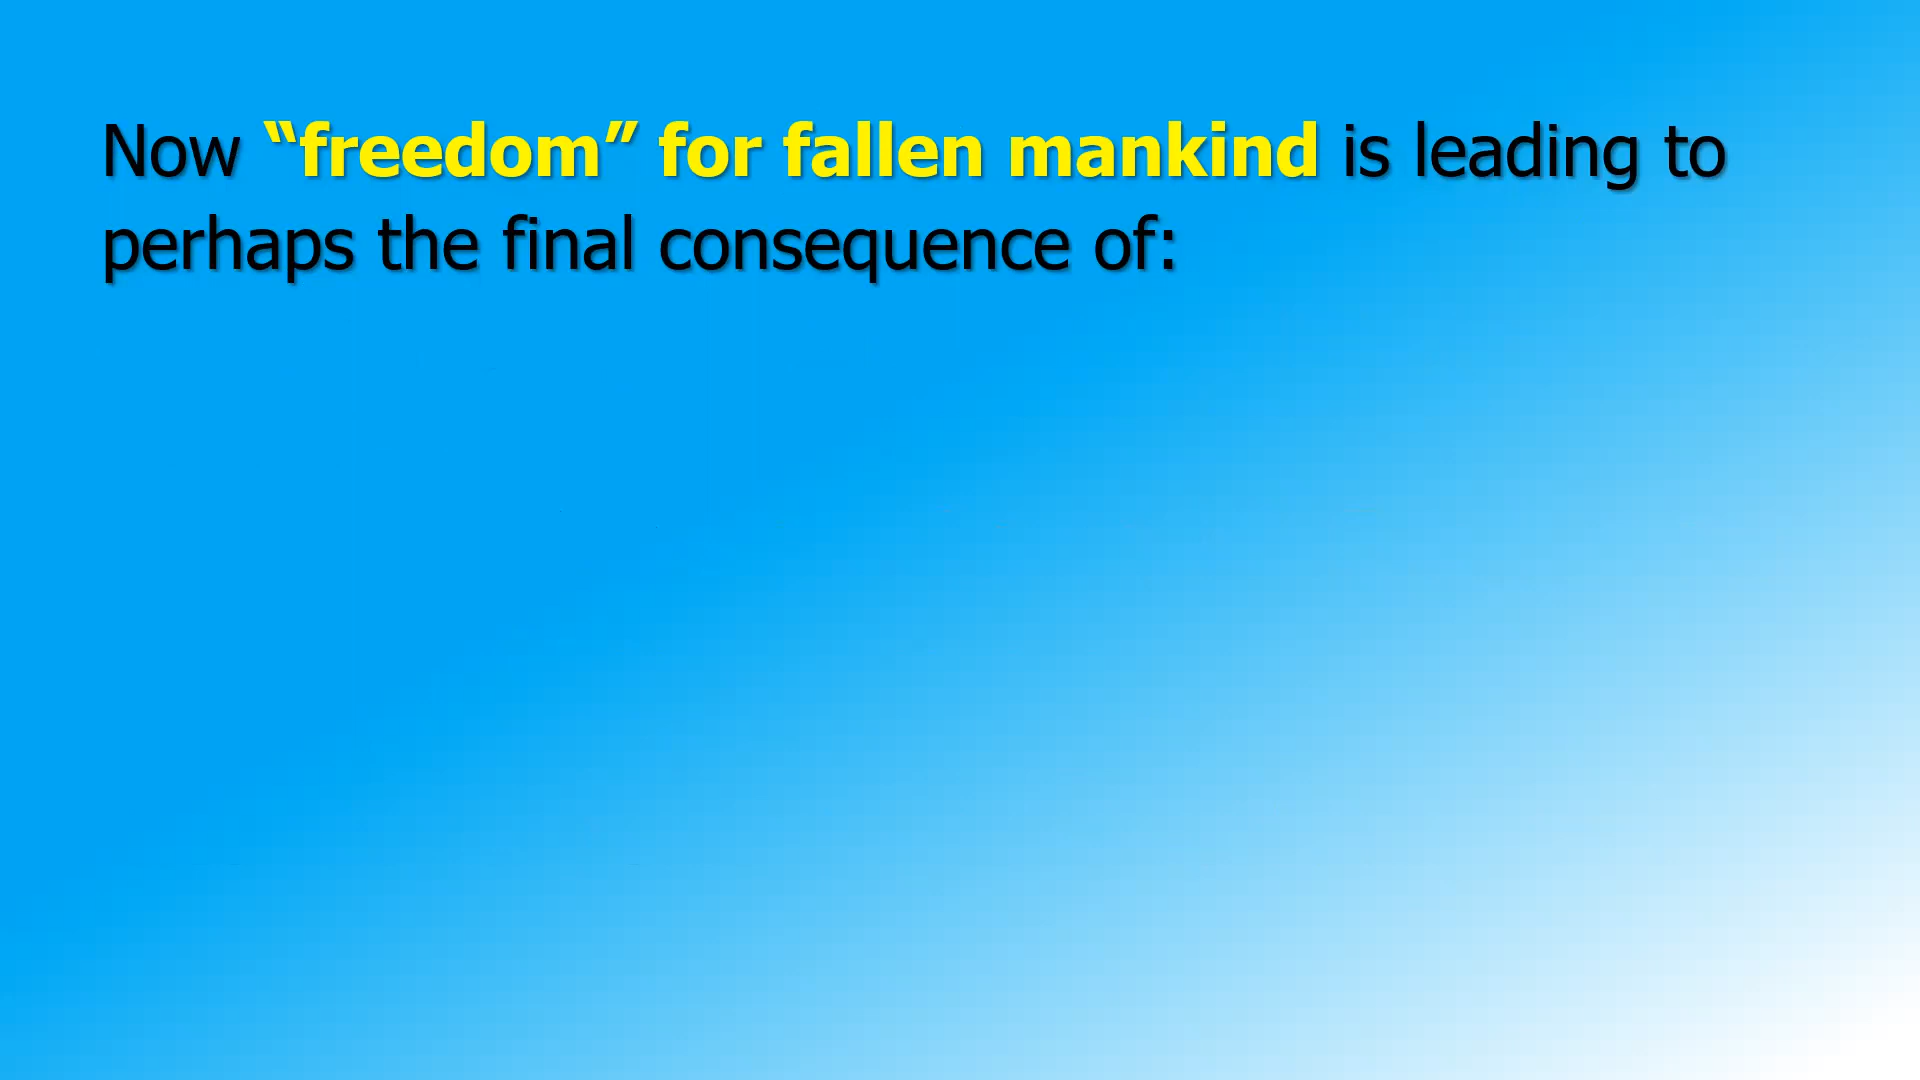 Now “freedom” for fallen mankind is leading to
perhaps the final consequence of: